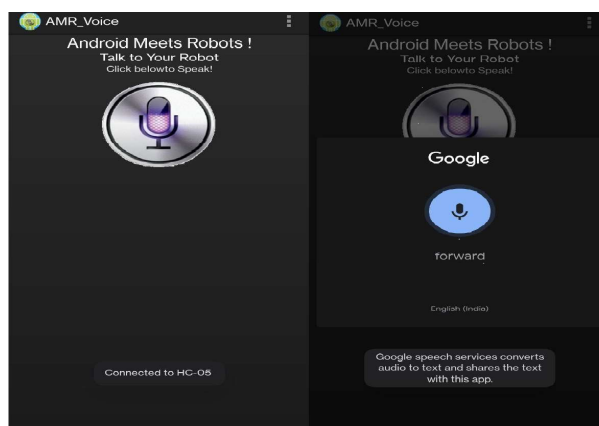 AMR_Voice
Android Meets Robots !
Talk to Your Robot
Click belowto Speak!
Connected to HC-05
AMR_Voice
Android Meets Robots !
Talk to Your Robot
Click belowto Speak!
Google
forward
English (India)
Google speech services converts
audio to text and shares the text
with this app.